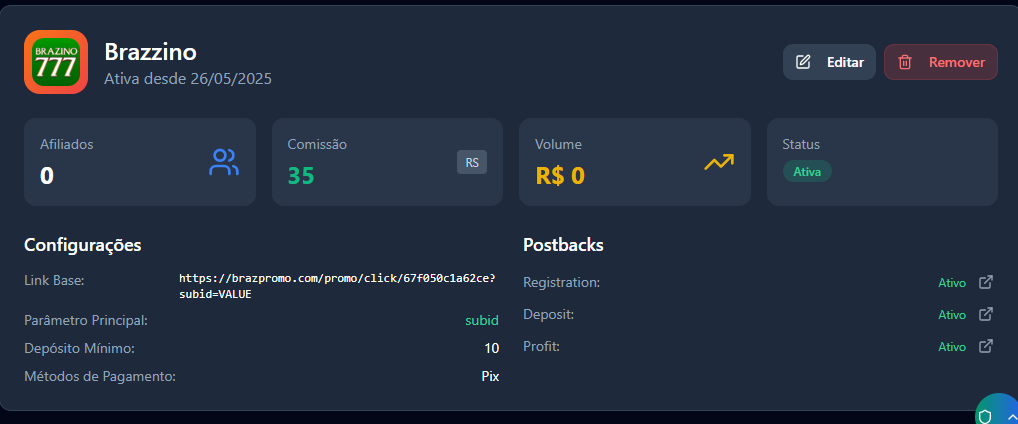 BRAZINO
777
Brazzino
Ativa desde 26/05/2025
Editar
Remover
Afiliados
0
Comissão
35
RS
Volume
R$ 0
Status
Ativa
Configurações
Link Base:
https://brazpromo.com/promo/click/67f050c1a62ce?
subid=VALUE
Parâmetro Principal:
subid
Depósito Mínimo:
10
Métodos de Pagamento:
Pix
Postbacks
Registration:
Ativo
Deposit:
Ativo
Profit:
Ativo